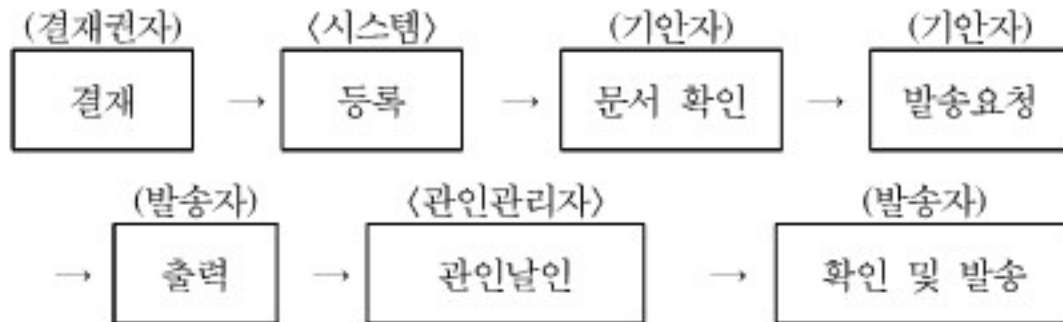 (결재권자) 〈시스템〉 (기안자) (기안자)
결재 → 등록 → 문서 확인 → 발송요청
(발송자) 〈관인관리자〉 (발송자)
→ 출력 → 관인날인 → 확인 및 발송